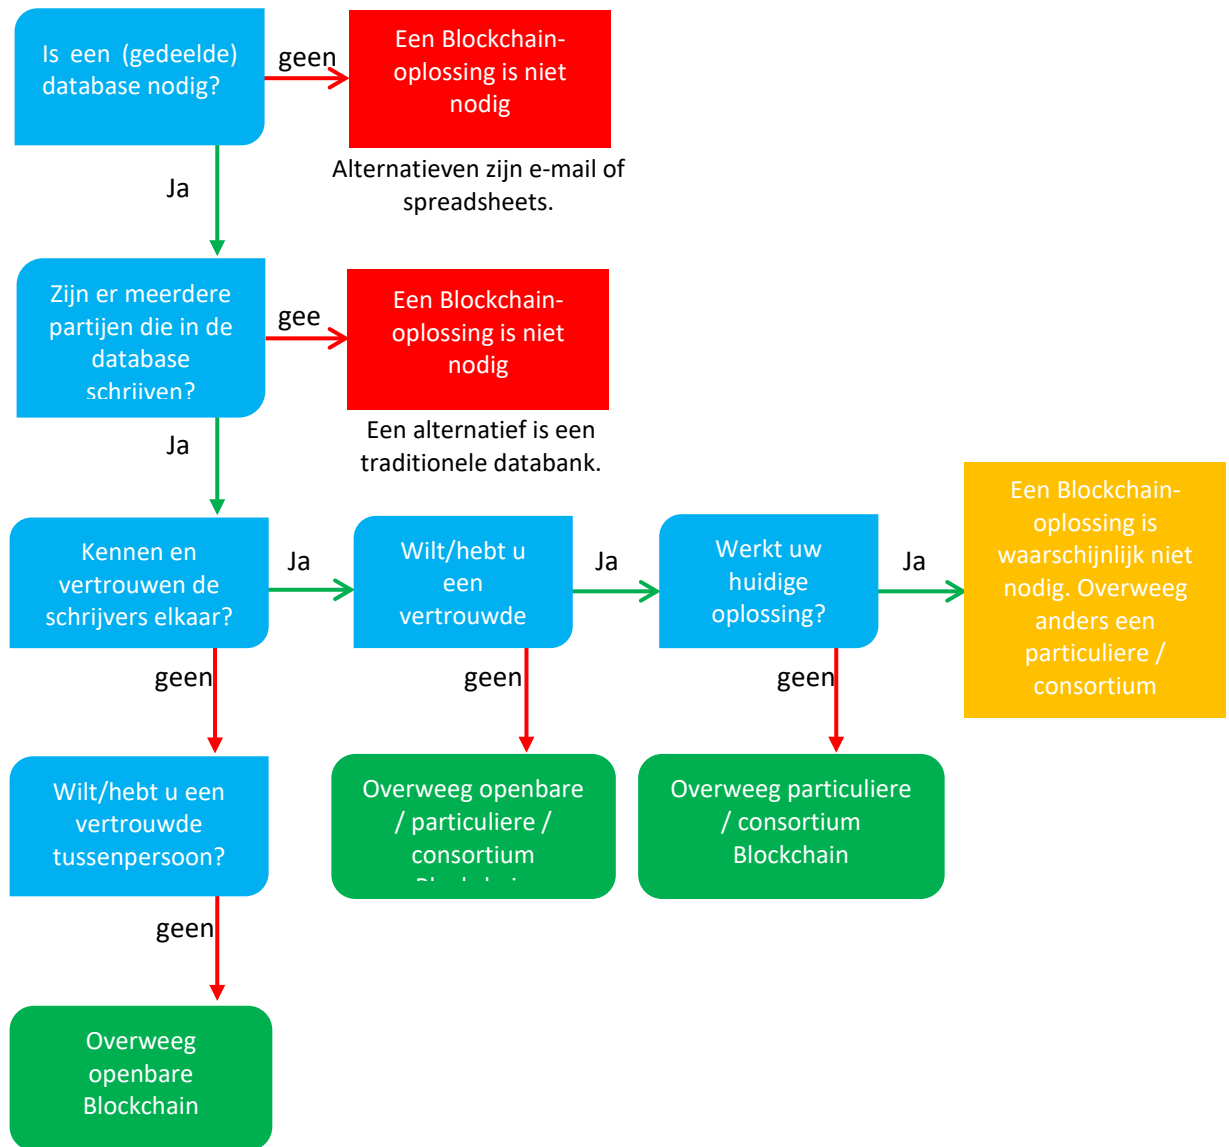 Is een (gedeelde)
database nodig?
geen
Een Blockchain-
oplossing is niet
nodig
Alternatieven zijn e-mail of
spreadsheets.
Ja
Zijn er meerdere
partijen die in de
database
schrijven?
gee
Een Blockchain-
oplossing is niet
nodig
Een alternatief is een
traditionele databank.
Ja
Kennen en
vertrouwen de
schrijvers elkaar?
Ja
Wilt/hebt u
een
vertrouwde
Ja
Werkt uw
huidige
oplossing?
Ja
Een Blockchain-
oplossing is
waarschijnlijk niet
nodig. Overweeg
anders een
particuliere /
consortium
geen
geen
geen
Wilt/hebt u een
vertrouwde
tussenpersoon?
Overweeg openbare
/ particuliere /
consortium
Blockchain
Overweeg particuliere
/ consortium
Blockchain
geen
Overweeg
openbare
Blockchain